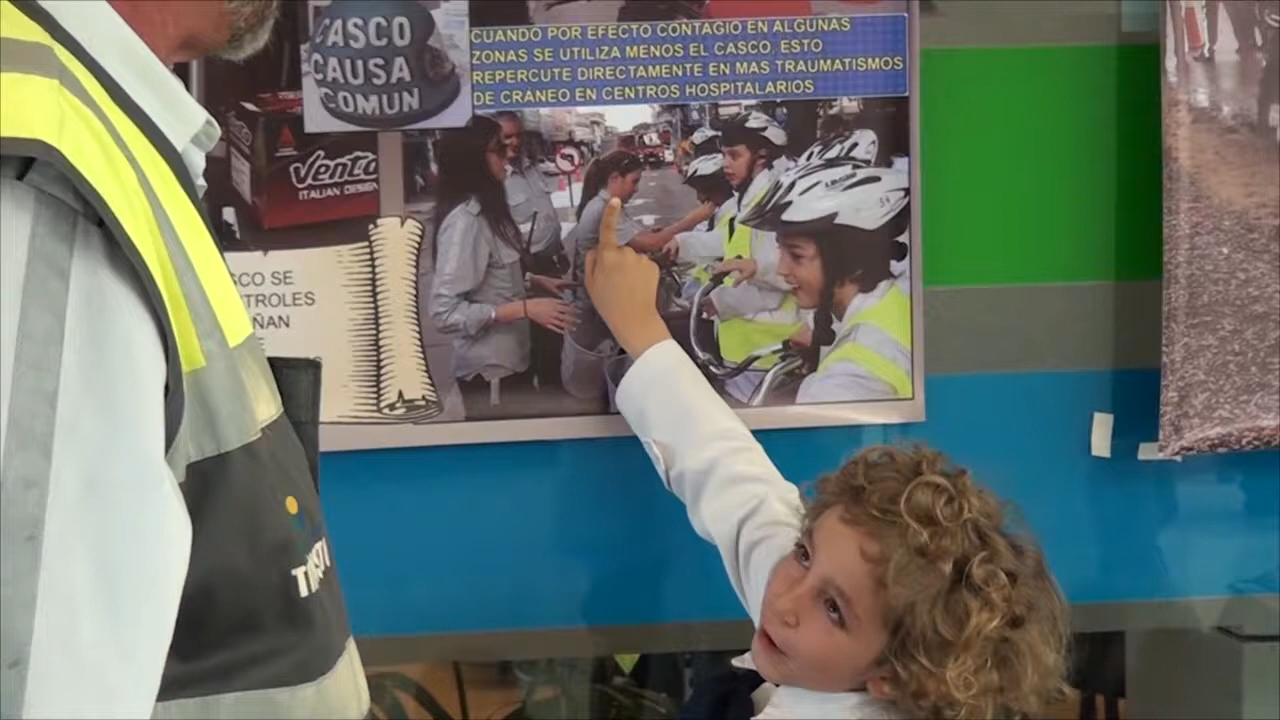 CASCO
CAUSA
COMUN
CUANDO POR EFECTO CONTAGIO EN ALGUNAS
ZONAS SE UTILIZA MENOS EL CASCO, ESTO
REPERCUTE DIRECTAMENTE EN MAS TRAUMATISMOS
DE CRÁNEO EN CENTROS HOSPITALARIOS
Vento
ITALIAN DESIGN
SCO SE
TROLES
ÑAN